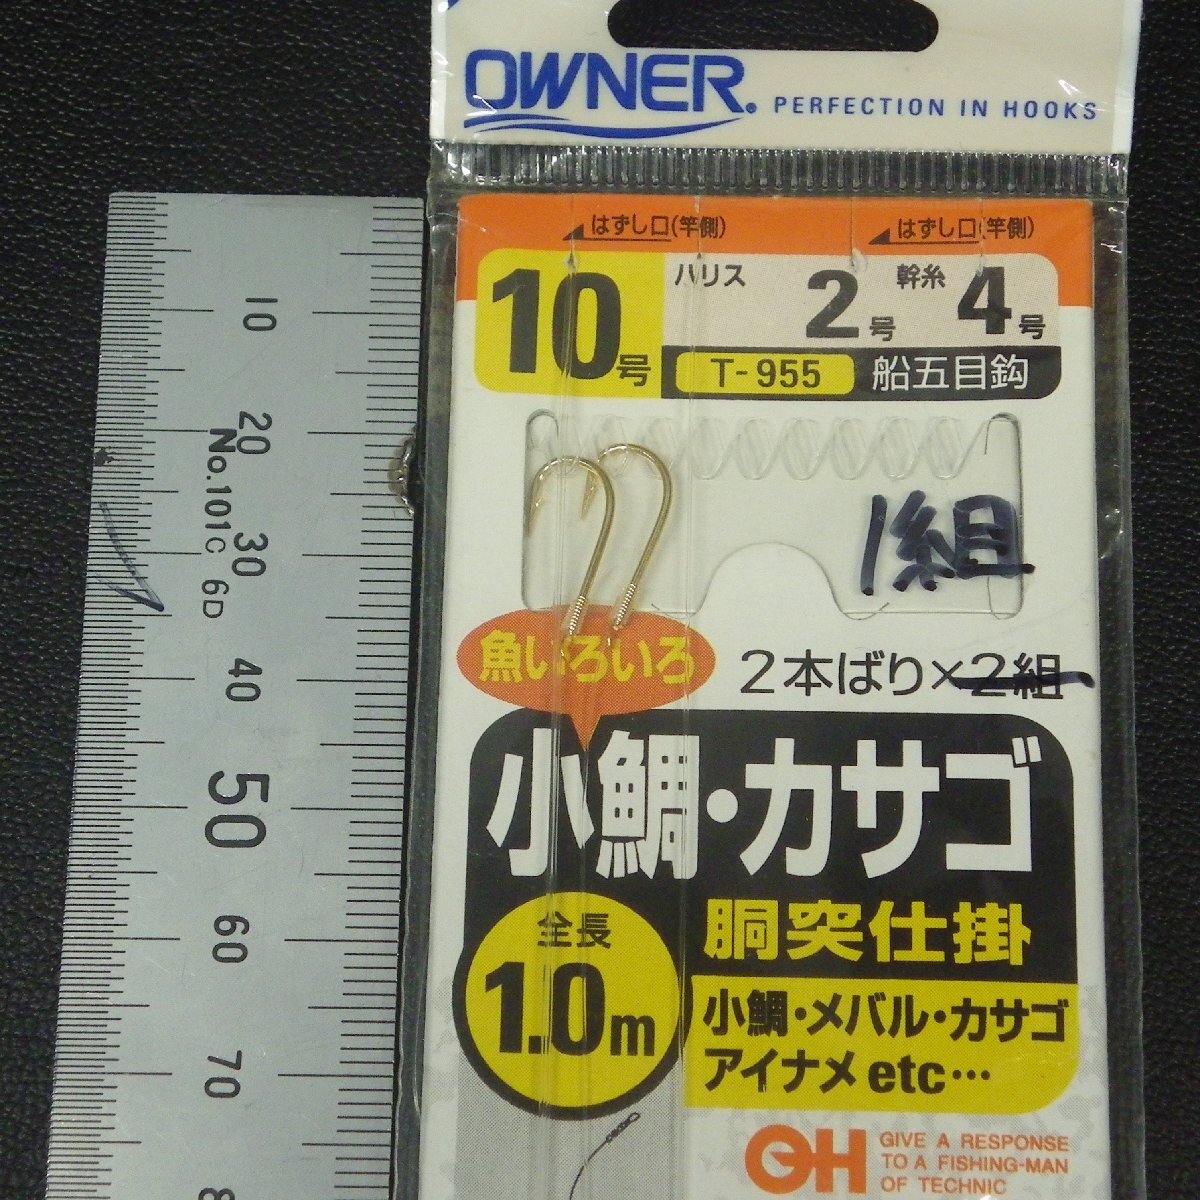 OWNER. PERFECTION IN HOOKS
はずし口(竿側) はずし口(竿側)
10号 ハリス 2号 幹糸 4号
T-955 船五目鈎
1組
魚いろいろ
2本ばり×2組
小鯛・カサゴ
全長
1.0m
胴突仕掛
小鯛・メバル・カサゴ
アイナメ etc…
OH
GIVE A RESPONSE
TO A FISHING-MAN
OF TECHNIC
10
20
No.101C 6D
30
40
50
60
70
8